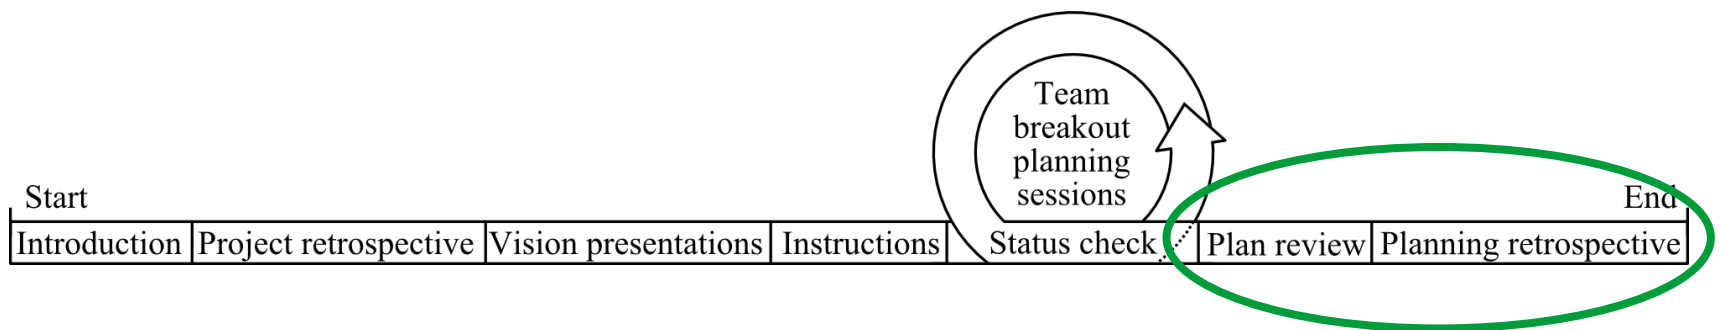 Team
breakout
planning
sessions
Start
End
Introduction
Project retrospective
Vision presentations
Instructions
Status check
Plan review
Planning retrospective